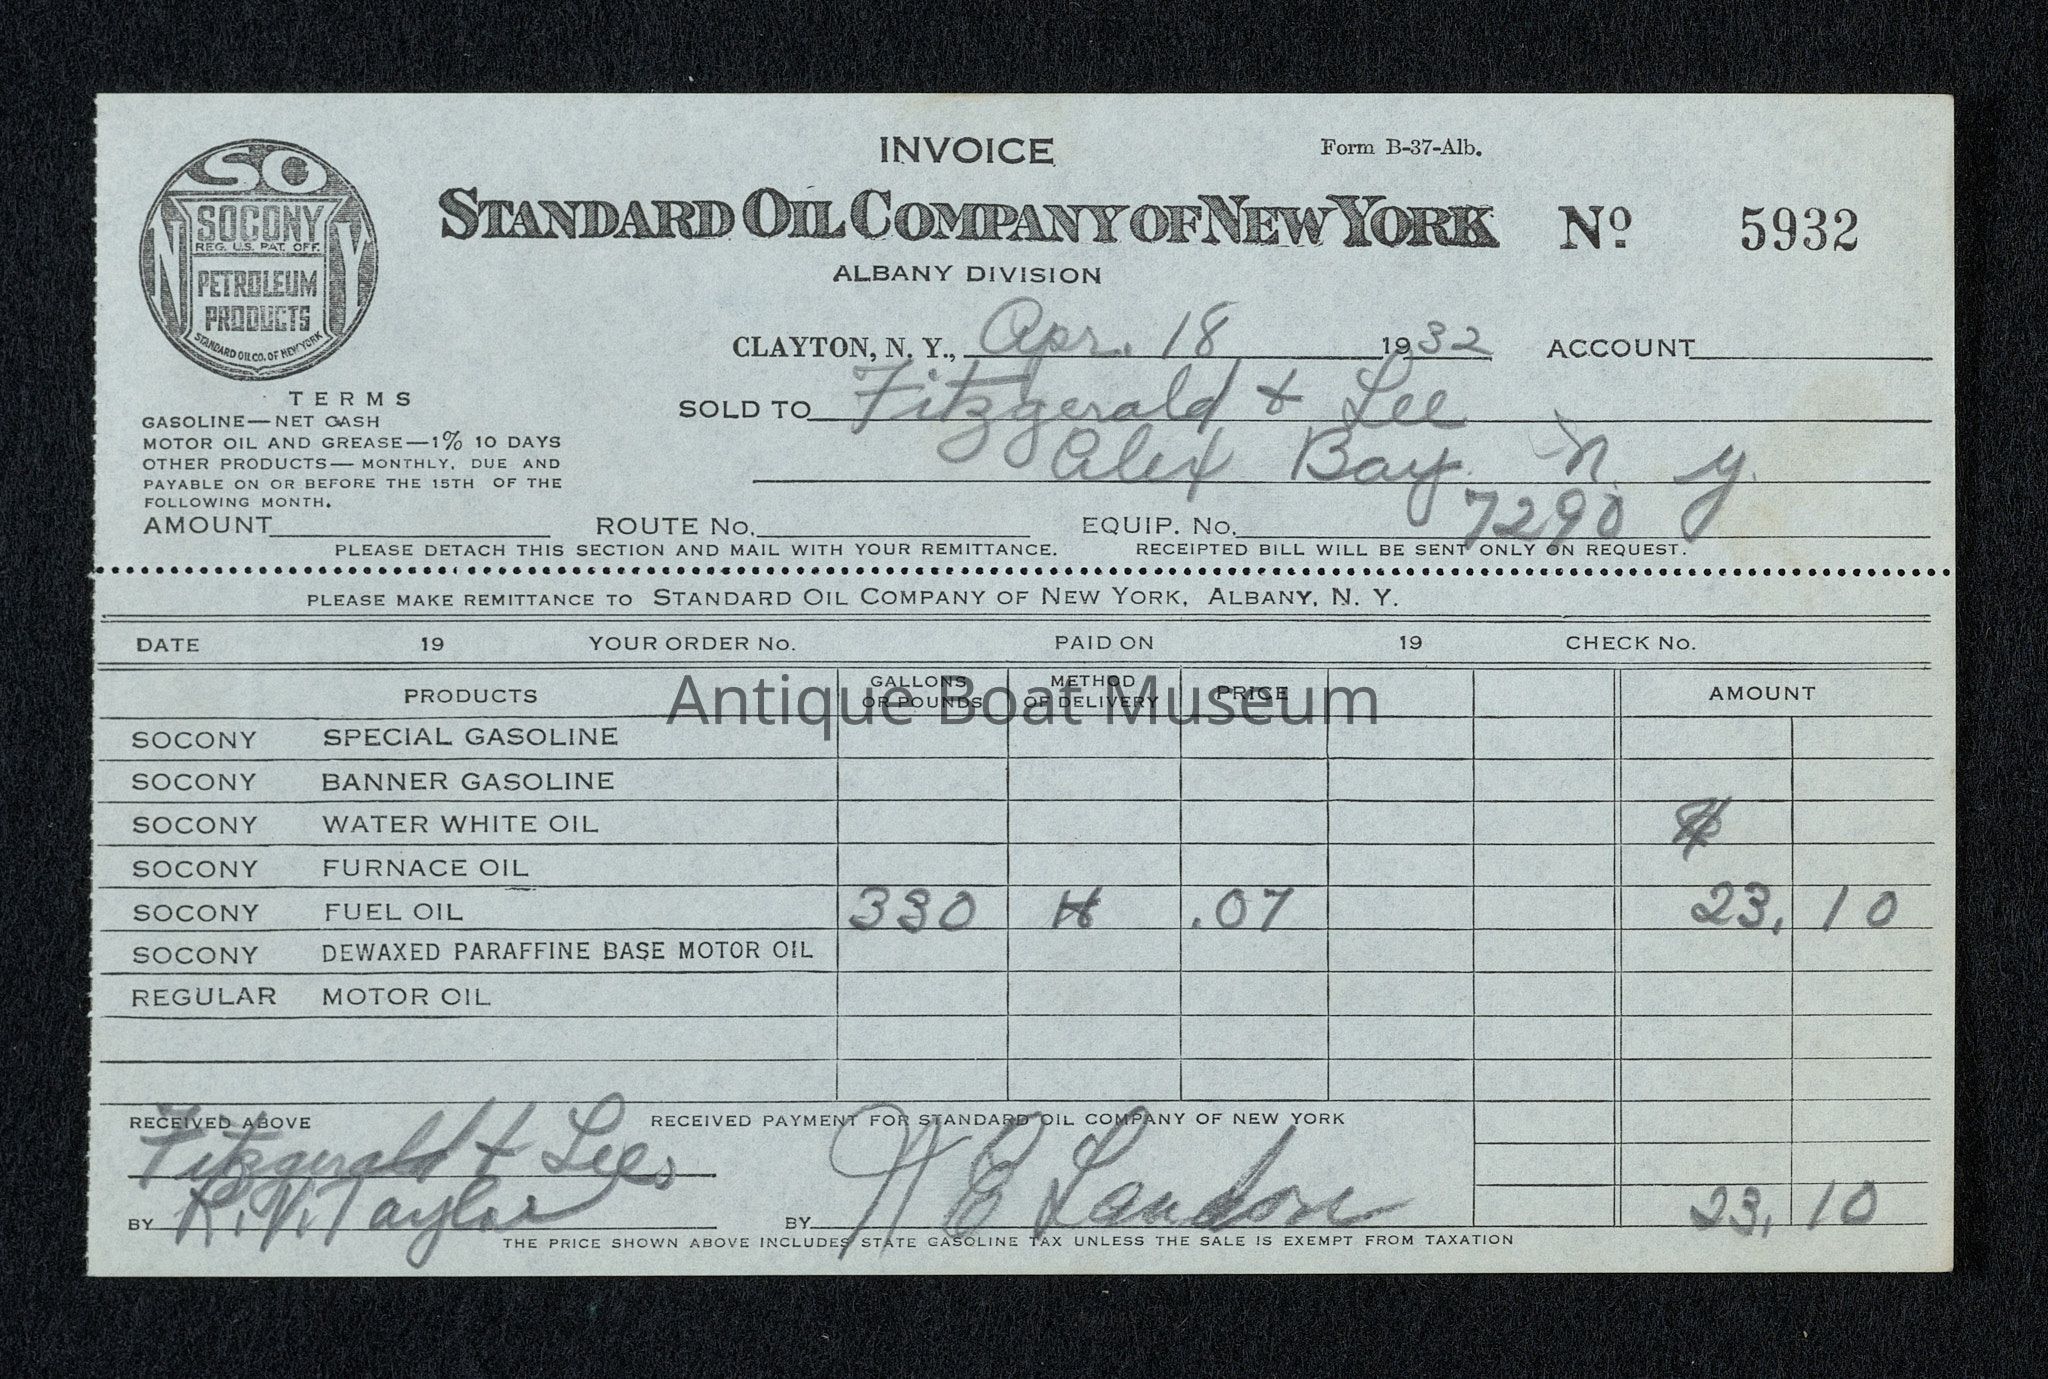 INVOICE
Form B-37-Alb.
SO
N Y
SOCONY
REG. U.S. PAT. OFF.
PETROLEUM
PRODUCTS
STANDARD OIL CO. OF NEW YORK
STANDARD OIL COMPANY OF NEW YORK
No 5932
ALBANY DIVISION
CLAYTON, N. Y., Apr. 18 1932 ACCOUNT
SOLD TO Fitzgerald + Lee
Alex Bay N. Y.
TERMS
GASOLINE—NET CASH
MOTOR OIL AND GREASE—1% 10 DAYS
OTHER PRODUCTS—MONTHLY, DUE AND
PAYABLE ON OR BEFORE THE 15TH OF THE
FOLLOWING MONTH.
AMOUNT ROUTE No. EQUIP. No. 7290
PLEASE DETACH THIS SECTION AND MAIL WITH YOUR REMITTANCE. RECEIPTED BILL WILL BE SENT ONLY ON REQUEST.
PLEASE MAKE REMITTANCE TO STANDARD OIL COMPANY OF NEW YORK, ALBANY, N. Y.
DATE 19 YOUR ORDER No. PAID ON 19 CHECK No.
PRODUCTS GALLONS OR POUNDS METHOD OF DELIVERY PRICE AMOUNT
Antique Boat Museum
SOCONY SPECIAL GASOLINE
SOCONY BANNER GASOLINE
SOCONY WATER WHITE OIL
SOCONY FURNACE OIL
SOCONY FUEL OIL 330 H .07 23.10
SOCONY DEWAXED PARAFFINE BASE MOTOR OIL
REGULAR MOTOR OIL
RECEIVED ABOVE RECEIVED PAYMENT FOR STANDARD OIL COMPANY OF NEW YORK
Fitzgerald + Lee
BY R. V. Taylor BY H E Landon 23.10
THE PRICE SHOWN ABOVE INCLUDES STATE GASOLINE TAX UNLESS THE SALE IS EXEMPT FROM TAXATION